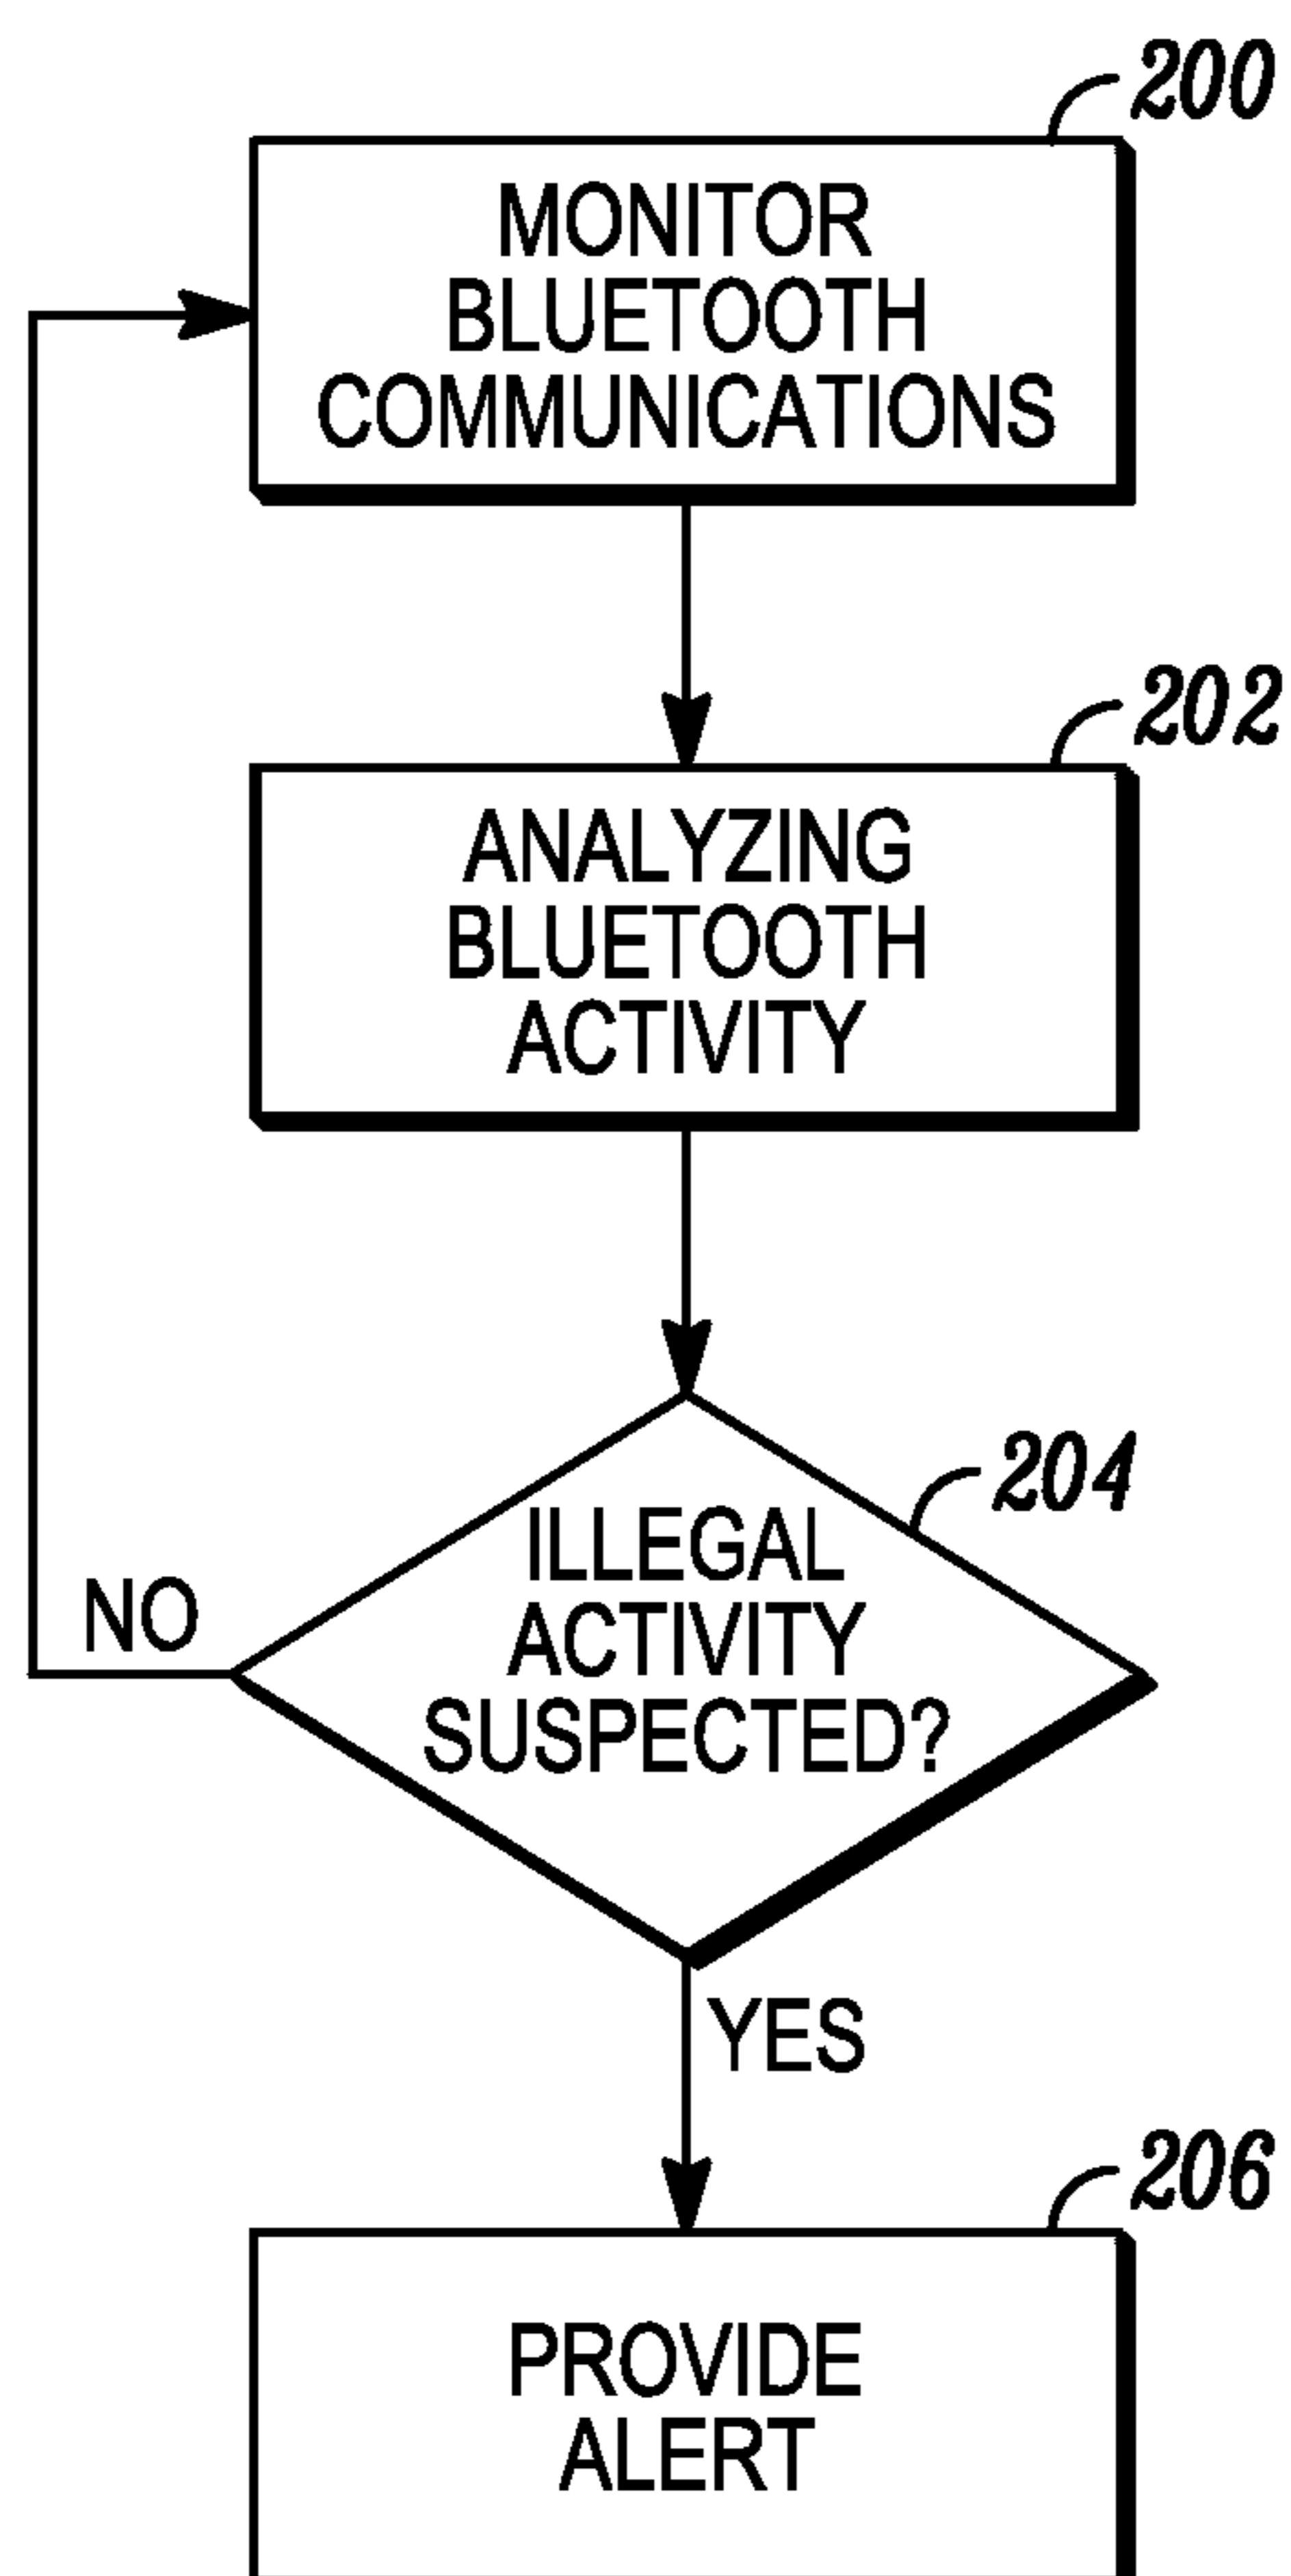 200
MONITOR
BLUETOOTH
COMMUNICATIONS
202
ANALYZING
BLUETOOTH
ACTIVITY
204
ILLEGAL
ACTIVITY
SUSPECTED?
NO
YES
206
PROVIDE
ALERT